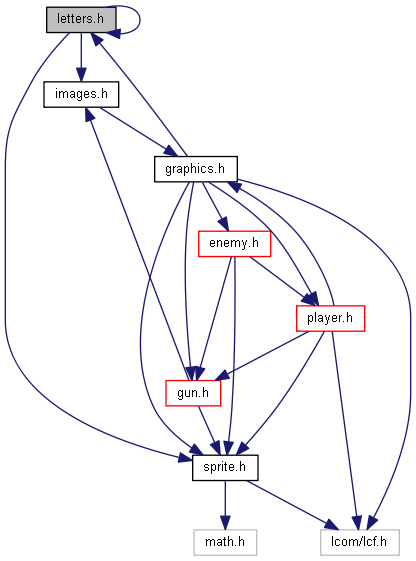 letters.h
images.h
graphics.h
enemy.h
player.h
gun.h
sprite.h
math.h
lcom/lcf.h